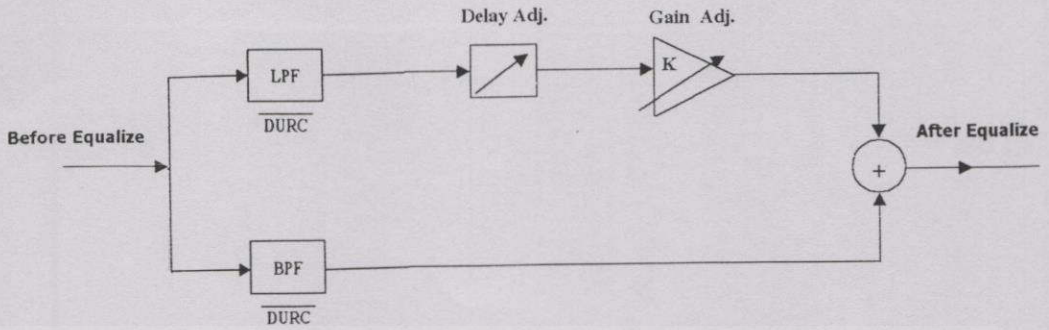 Delay Adj.
Gain Adj.
LPF
K
DURC
Before Equalize
After Equalize
+
BPF
DURC